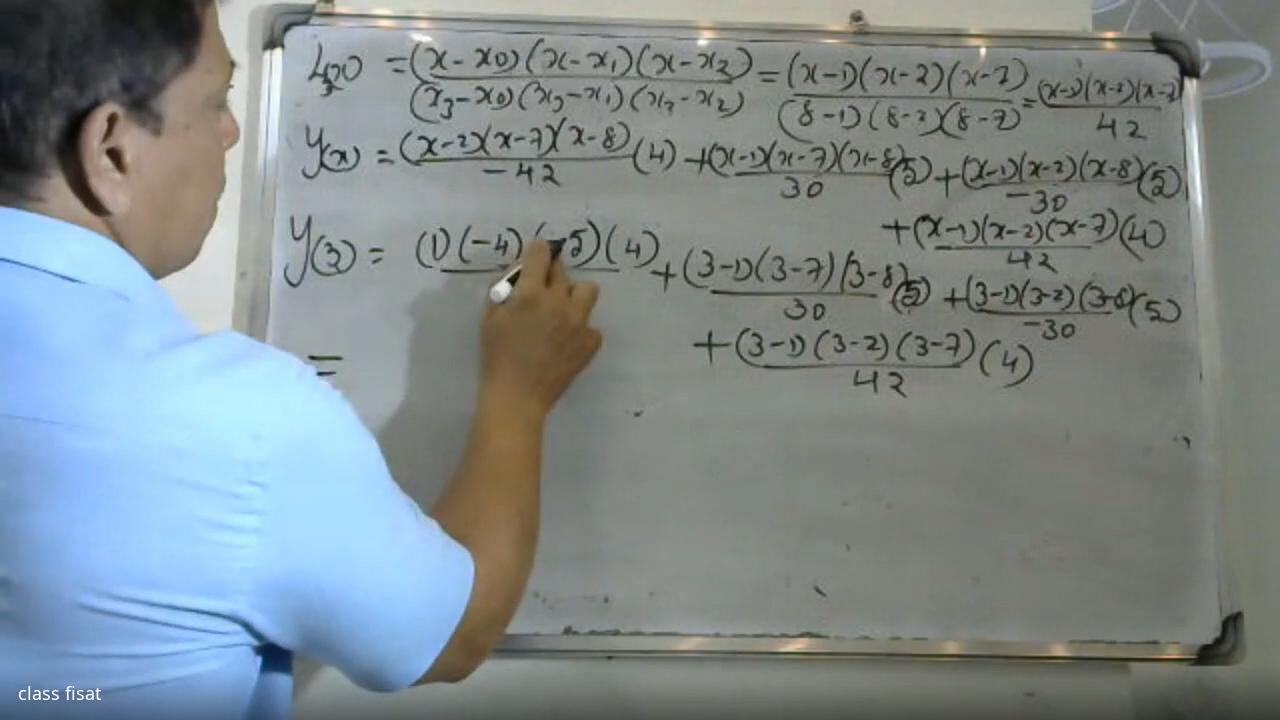 L₃(x) = (x-x0)(x-x₁)(x-x₂) / (x₃-x0)(x₃-x₁)(x₃-x₂) = (x-1)(x-2)(x-7) / (8-1)(8-2)(8-7) = (x-1)(x-2)(x-7) / 42
y(x) = (x-2)(x-7)(x-8) / -42 (4) + (x-1)(x-7)(x-8) / 30 (5) + (x-1)(x-2)(x-8) / -30 (5)
+ (x-1)(x-2)(x-7) / 42 (4)
y(3) = (1)(-4)(-5)(4) + (3-1)(3-7)(3-8) / 30 (5) + (3-1)(3-2)(3-8) / -30 (5)
+ (3-1)(3-2)(3-7) / 42 (4)
=
class fisat